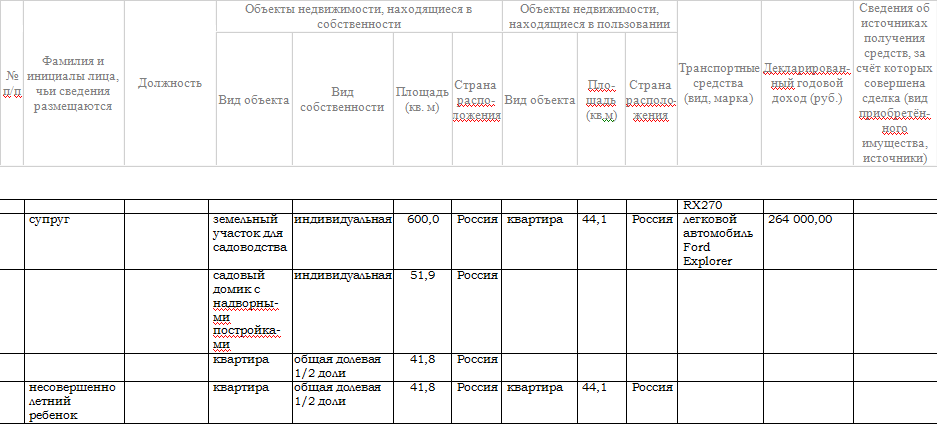 Объекты недвижимости, находящиеся в
собственности
Объекты недвижимости,
находящиеся в пользовании
Сведения об
источниках
получения
средств, за
счёт которых
совершена
сделка (вид
приобретён-
ного
имущества,
источники)
№
п/п
Фамилия и
инициалы лица,
чьи сведения
размещаются
Должность
Вид объекта
Вид
собственности
Площадь
(кв. м)
Страна
распо-
ложения
Вид объекта
Пло-
щадь
(кв.м)
Страна
располо-
жения
Транспортные
средства
(вид, марка)
Декларирован-
ный годовой
доход (руб.)
RX270
супруг
земельный
участок для
садоводства
индивидуальная
600,0
Россия
квартира
44,1
Россия
легковой
автомобиль
Ford
Explorer
264 000,00
садовый
домик с
надворны-
ми
постройка-
ми
индивидуальная
51,9
Россия
квартира
общая долевая
1/2 доли
41,8
Россия
несовершенно
летний
ребенок
квартира
общая долевая
1/2 доли
41,8
Россия
квартира
44,1
Россия